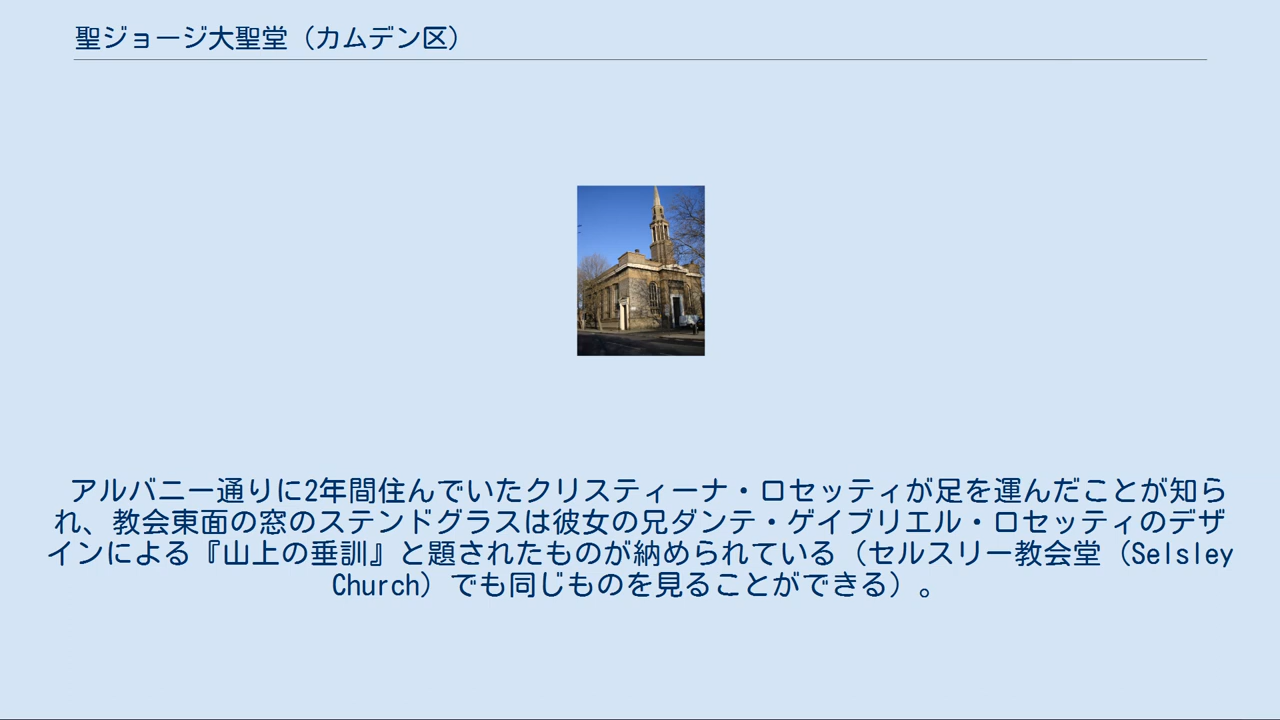 聖ジョージ大聖堂（カムデン区）
アルバニー通りに2年間住んでいたクリスティーナ・ロセッティが足を運んだことが知ら
れ、教会東面の窓のステンドグラスは彼女の兄ダンテ・ゲイブリエル・ロセッティのデザ
インによる『山上の垂訓』と題されたものが納められている（セルスリー教会堂（Selsley
Church）でも同じものを見ることができる）。